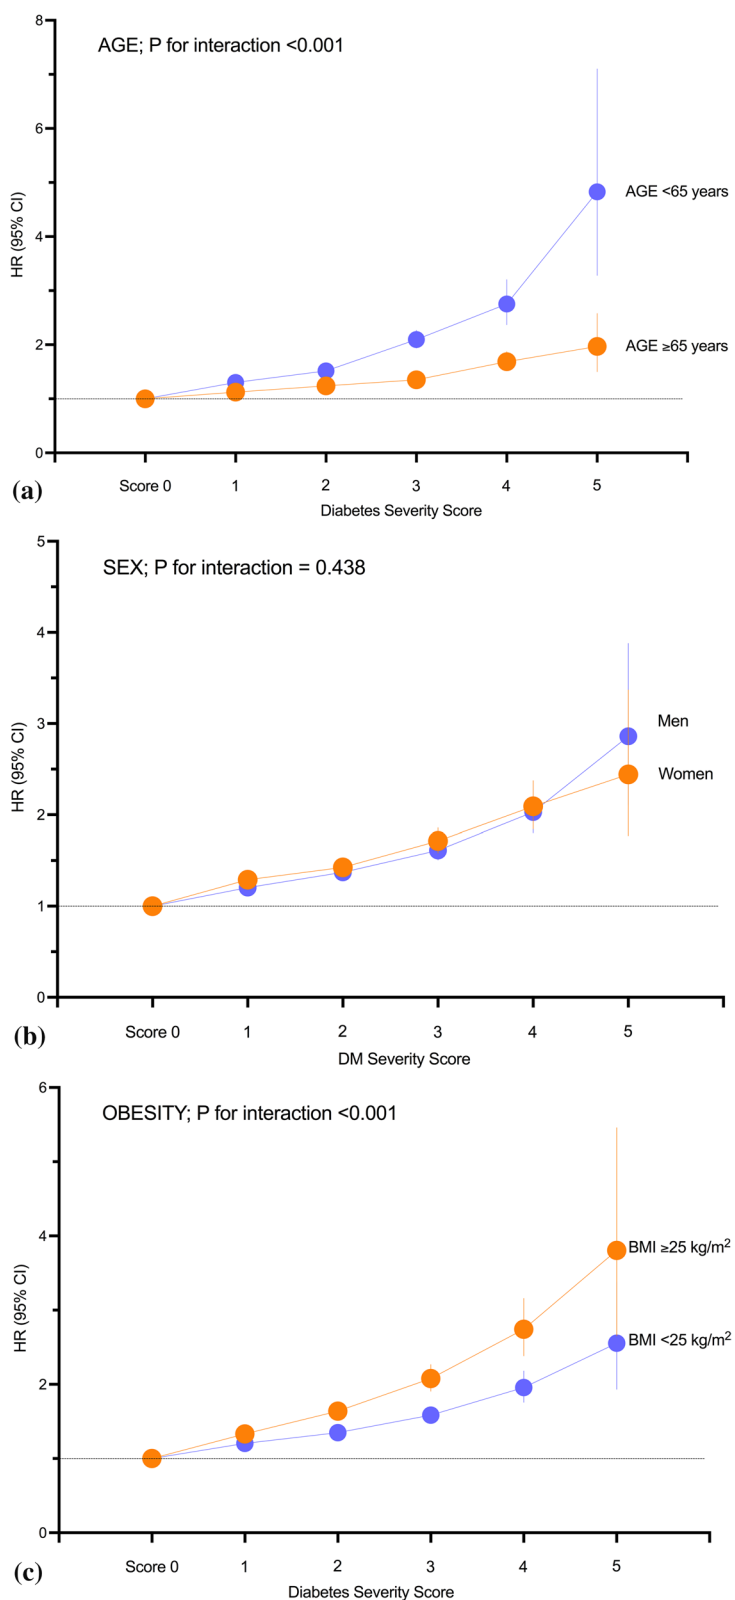 8
AGE; P for interaction <0.001
6
AGE <65 years
4
HR (95% CI)
AGE ≥65 years
2
0
(a)
Score 0 1 2 3 4 5
Diabetes Severity Score
5
SEX; P for interaction = 0.438
4
Men
3
Women
HR (95% CI)
2
1
0
(b)
Score 0 1 2 3 4 5
DM Severity Score
6
OBESITY; P for interaction <0.001
BMI ≥25 kg/m²
4
HR (95% CI)
BMI <25 kg/m²
2
0
(c)
Score 0 1 2 3 4 5
Diabetes Severity Score